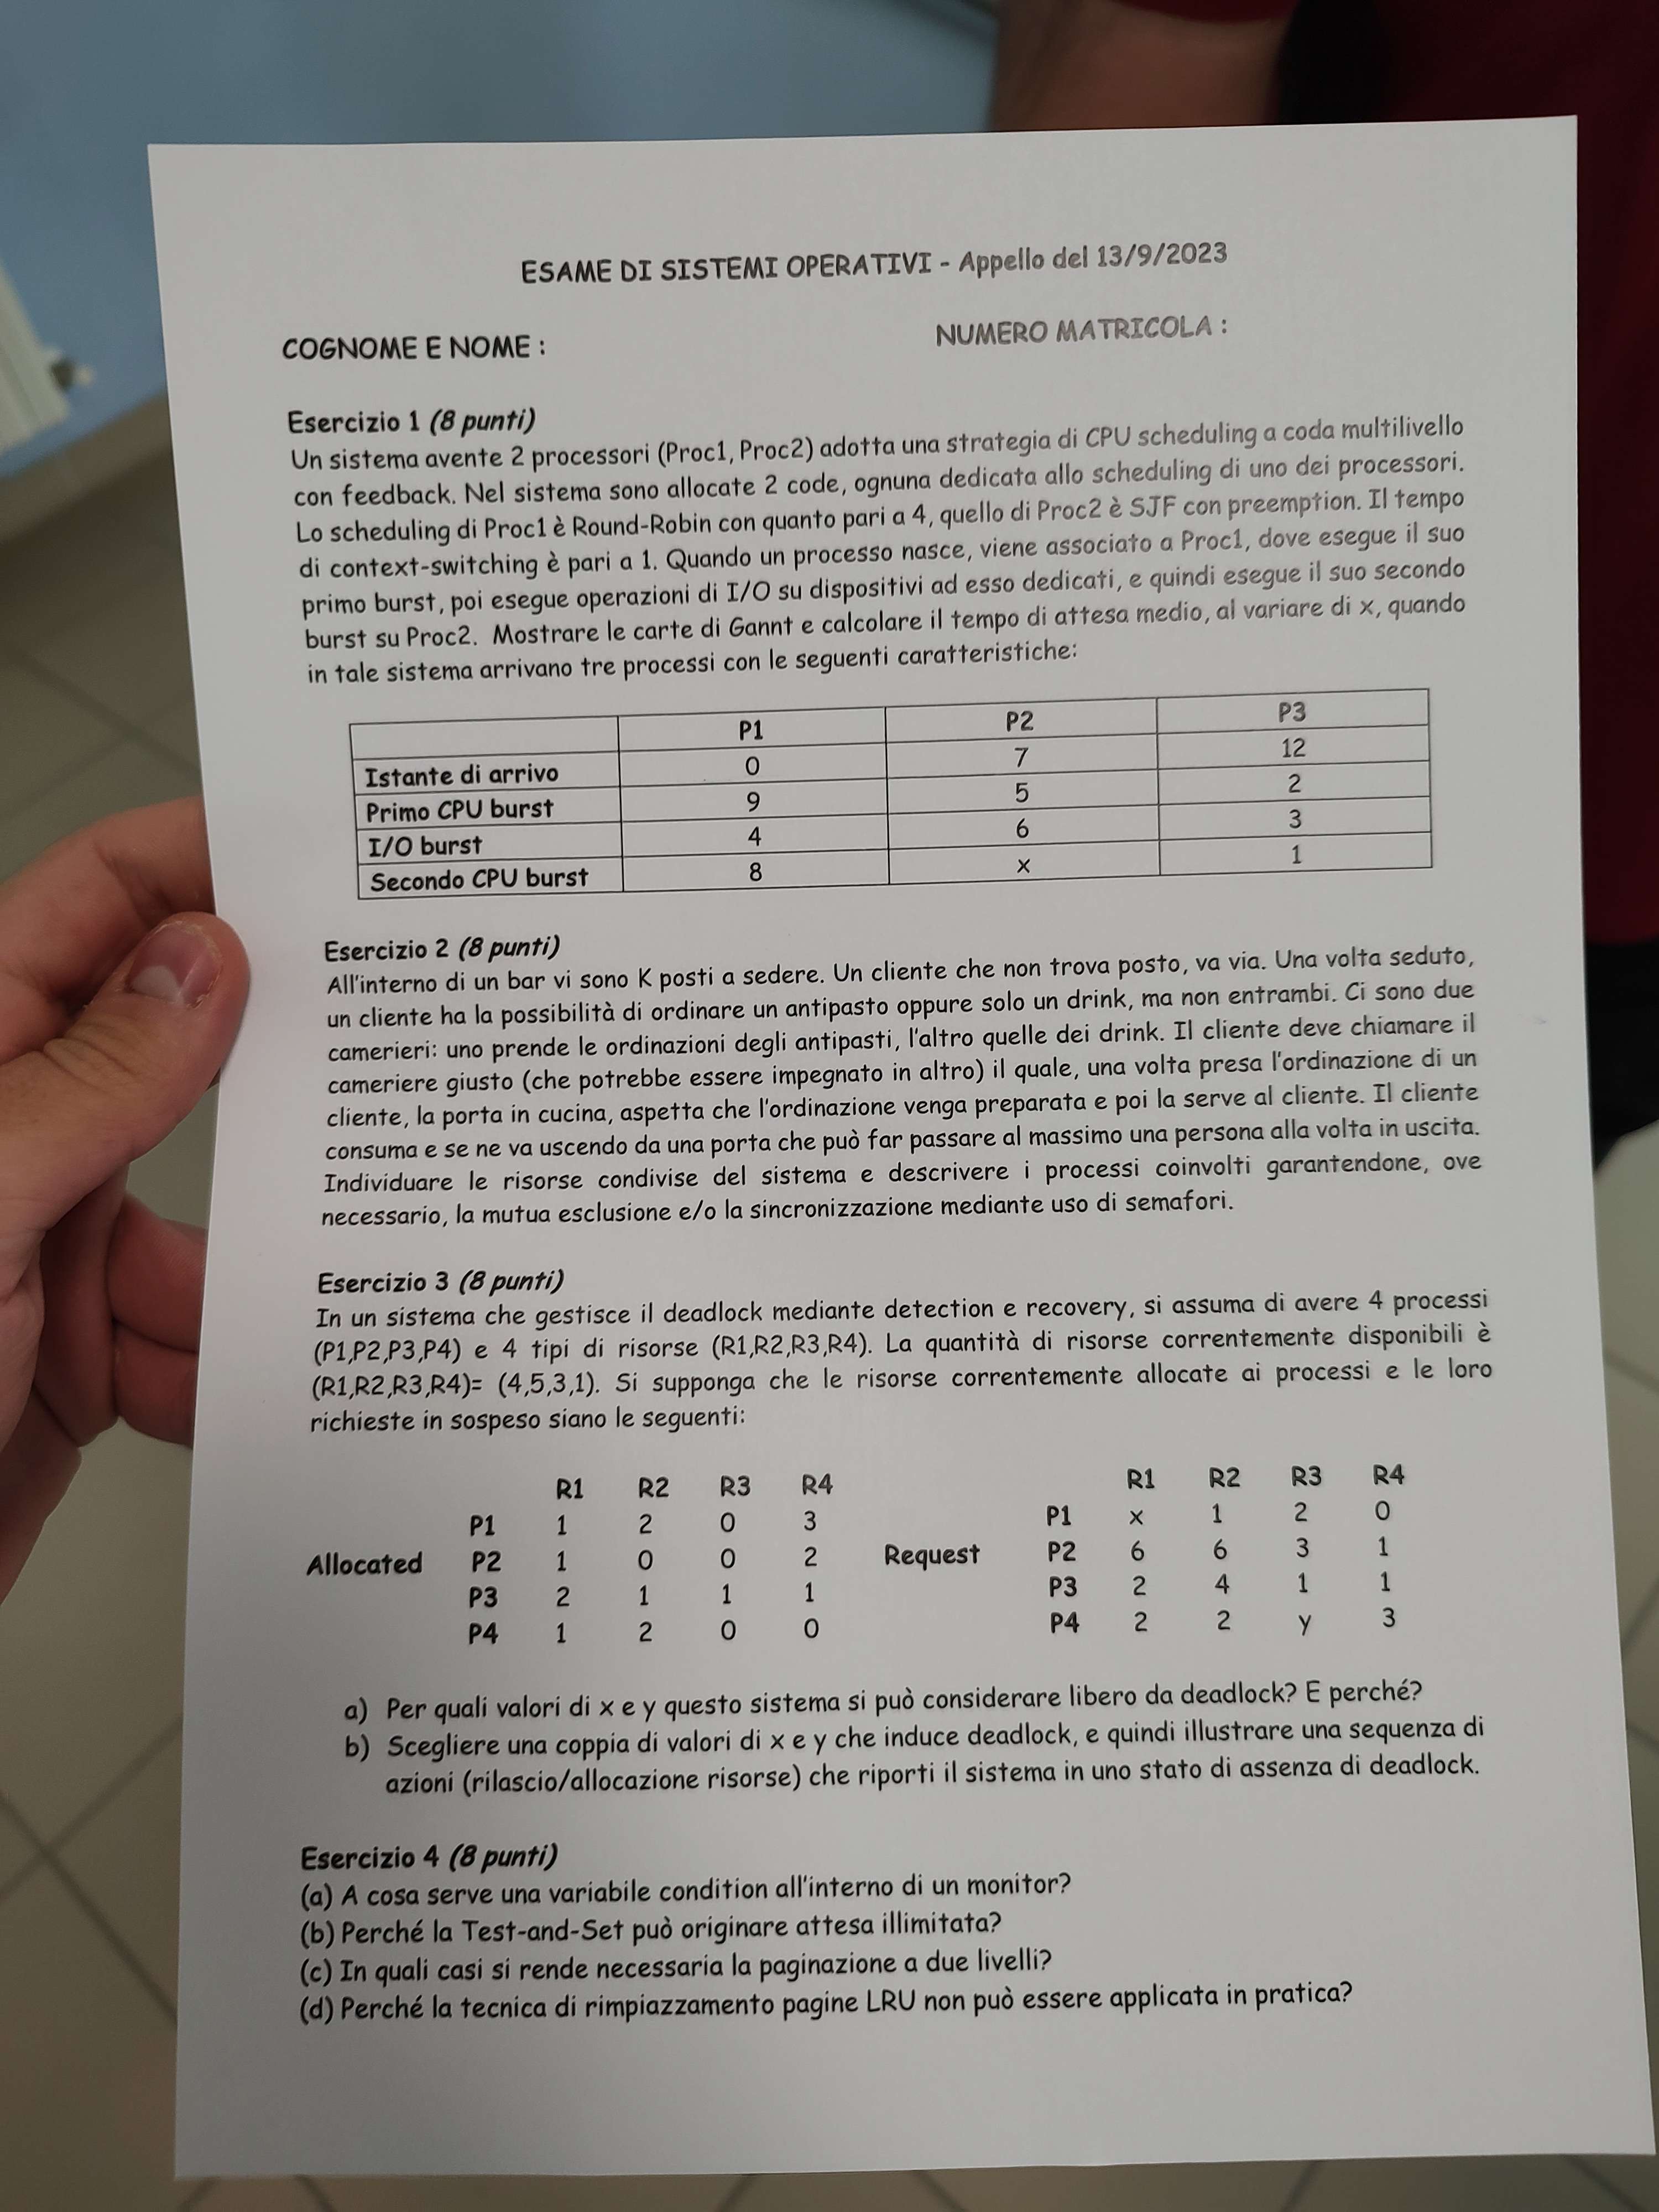 ESAME DI SISTEMI OPERATIVI - Appello del 13/9/2023
COGNOME E NOME : NUMERO MATRICOLA :
Esercizio 1 (8 punti)
Un sistema avente 2 processori (Proc1, Proc2) adotta una strategia di CPU scheduling a coda multilivello
con feedback. Nel sistema sono allocate 2 code, ognuna dedicata allo scheduling di uno dei processori.
Lo scheduling di Proc1 è Round-Robin con quanto pari a 4, quello di Proc2 è SJF con preemption. Il tempo
di context-switching è pari a 1. Quando un processo nasce, viene associato a Proc1, dove esegue il suo
primo burst, poi esegue operazioni di I/O su dispositivi ad esso dedicati, e quindi esegue il suo secondo
burst su Proc2. Mostrare le carte di Gannt e calcolare il tempo di attesa medio, al variare di x, quando
in tale sistema arrivano tre processi con le seguenti caratteristiche:
P1 P2 P3
Istante di arrivo 0 7 12
Primo CPU burst 9 5 2
I/O burst 4 6 3
Secondo CPU burst 8 x 1
Esercizio 2 (8 punti)
All'interno di un bar vi sono K posti a sedere. Un cliente che non trova posto, va via. Una volta seduto,
un cliente ha la possibilità di ordinare un antipasto oppure solo un drink, ma non entrambi. Ci sono due
camerieri: uno prende le ordinazioni degli antipasti, l'altro quelle dei drink. Il cliente deve chiamare il
cameriere giusto (che potrebbe essere impegnato in altro) il quale, una volta presa l'ordinazione di un
cliente, la porta in cucina, aspetta che l'ordinazione venga preparata e poi la serve al cliente. Il cliente
consuma e se ne va uscendo da una porta che può far passare al massimo una persona alla volta in uscita.
Individuare le risorse condivise del sistema e descrivere i processi coinvolti garantendone, ove
necessario, la mutua esclusione e/o la sincronizzazione mediante uso di semafori.
Esercizio 3 (8 punti)
In un sistema che gestisce il deadlock mediante detection e recovery, si assuma di avere 4 processi
(P1,P2,P3,P4) e 4 tipi di risorse (R1,R2,R3,R4). La quantità di risorse correntemente disponibili è
(R1,R2,R3,R4)= (4,5,3,1). Si supponga che le risorse correntemente allocate ai processi e le loro
richieste in sospeso siano le seguenti:
R1 R2 R3 R4 R1 R2 R3 R4
P1 1 2 0 3 P1 x 1 2 0
Allocated P2 1 0 0 2 Request P2 6 6 3 1
P3 2 1 1 1 P3 2 4 1 1
P4 1 2 0 0 P4 2 2 y 3
a) Per quali valori di x e y questo sistema si può considerare libero da deadlock? E perché?
b) Scegliere una coppia di valori di x e y che induce deadlock, e quindi illustrare una sequenza di
azioni (rilascio/allocazione risorse) che riporti il sistema in uno stato di assenza di deadlock.
Esercizio 4 (8 punti)
(a) A cosa serve una variabile condition all'interno di un monitor?
(b) Perché la Test-and-Set può originare attesa illimitata?
(c) In quali casi si rende necessaria la paginazione a due livelli?
(d) Perché la tecnica di rimpiazzamento pagine LRU non può essere applicata in pratica?